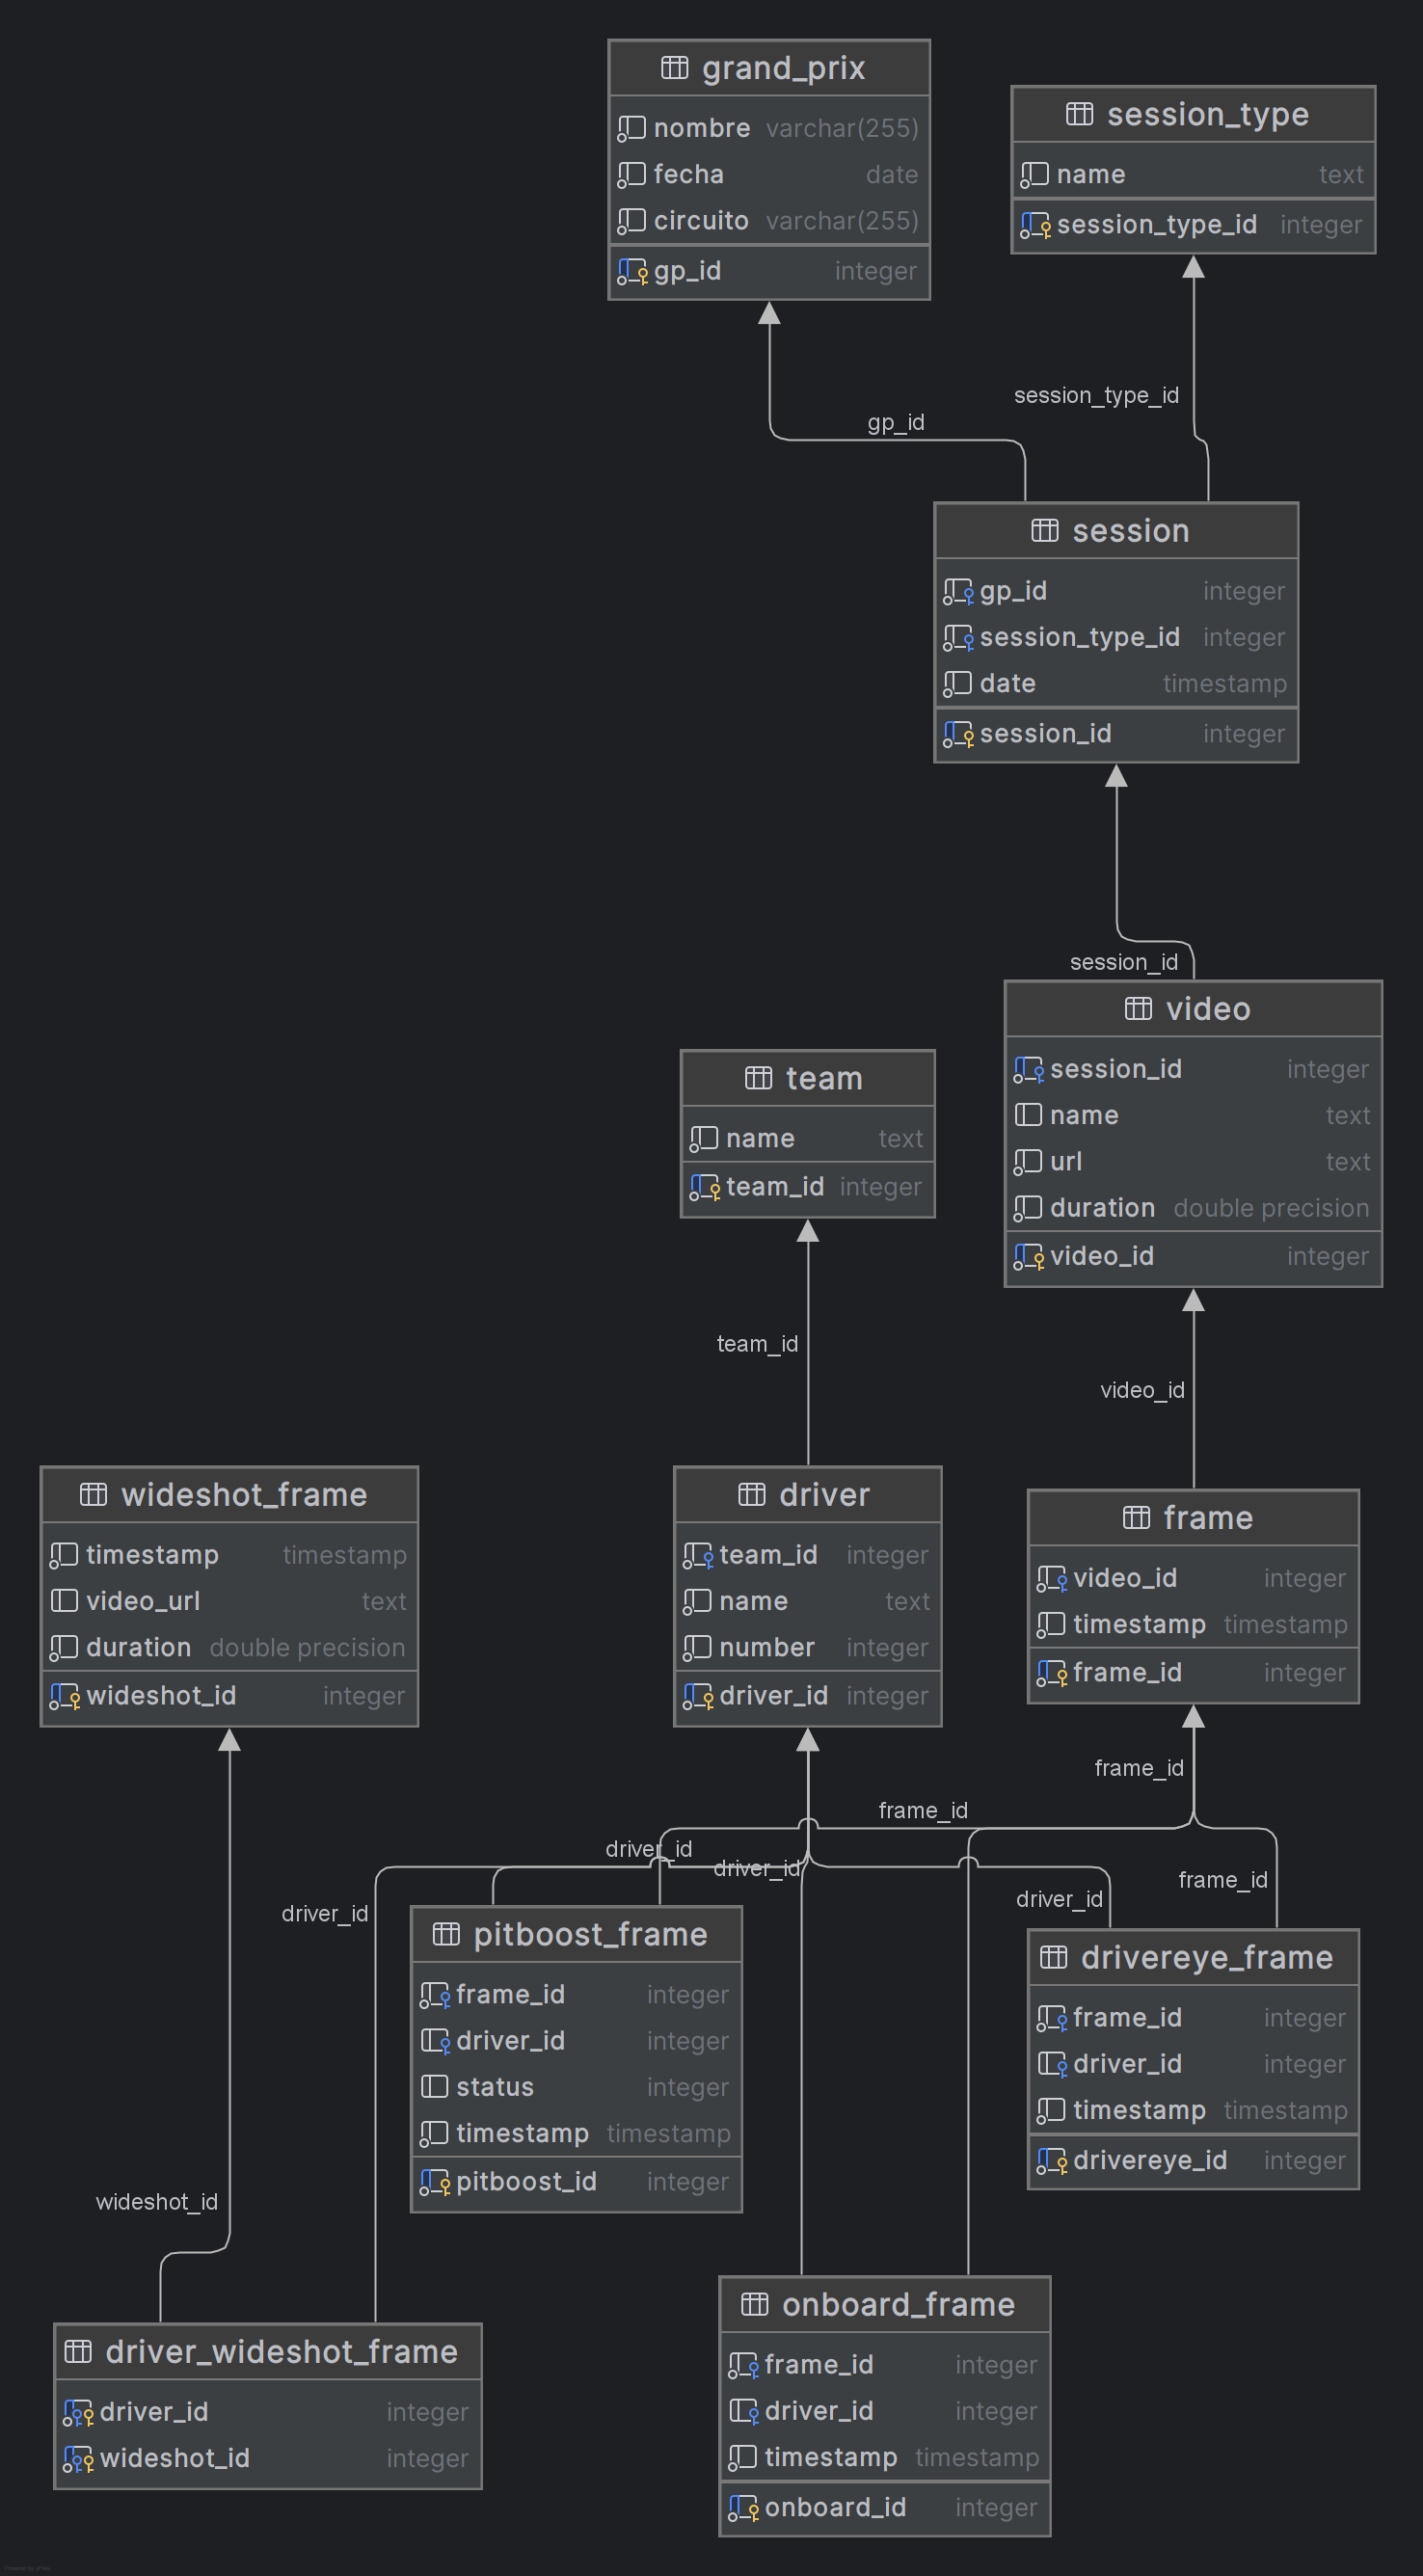 grand_prix
nombre varchar(255)
fecha date
circuito varchar(255)
gp_id integer
session_type
name text
session_type_id integer
session_type_id
gp_id
session
gp_id integer
session_type_id integer
date timestamp
session_id integer
session_id
video
session_id integer
name text
url text
duration double precision
video_id integer
team
name text
team_id integer
team_id
video_id
wideshot_frame
timestamp timestamp
video_url text
duration double precision
wideshot_id integer
driver
team_id integer
name text
number integer
driver_id integer
frame
video_id integer
timestamp timestamp
frame_id integer
frame_id
frame_id
driver_id
driver_id
frame_id
driver_id
driver_id
pitboost_frame
frame_id integer
driver_id integer
status integer
timestamp timestamp
pitboost_id integer
drivereye_frame
frame_id integer
driver_id integer
timestamp timestamp
drivereye_id integer
wideshot_id
driver_wideshot_frame
driver_id integer
wideshot_id integer
onboard_frame
frame_id integer
driver_id integer
timestamp timestamp
onboard_id integer
Powered by yFiles